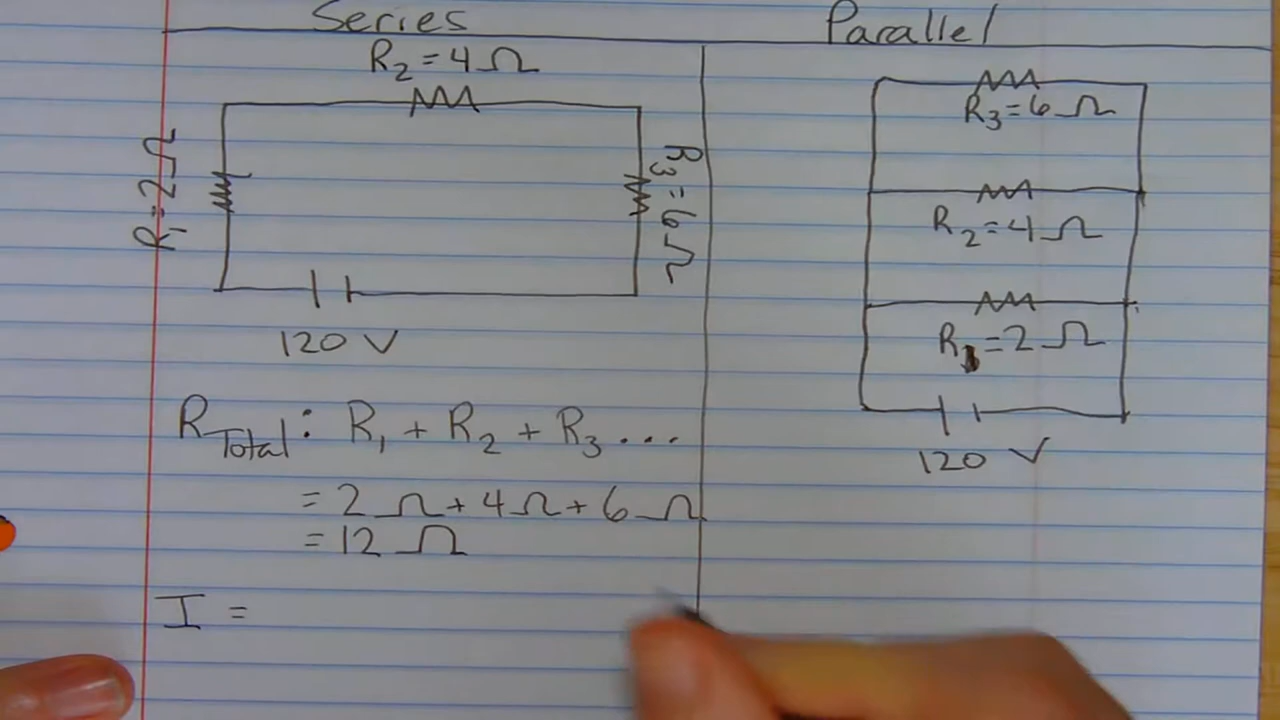 Series
R₂ = 4 Ω
R₁ = 2 Ω
R₃ = 6 Ω
120 V
R Total : R₁ + R₂ + R₃ ...
= 2 Ω + 4 Ω + 6 Ω
= 12 Ω
I =
Parallel
R₃ = 6 Ω
R₂ = 4 Ω
R₁ = 2 Ω
120 V